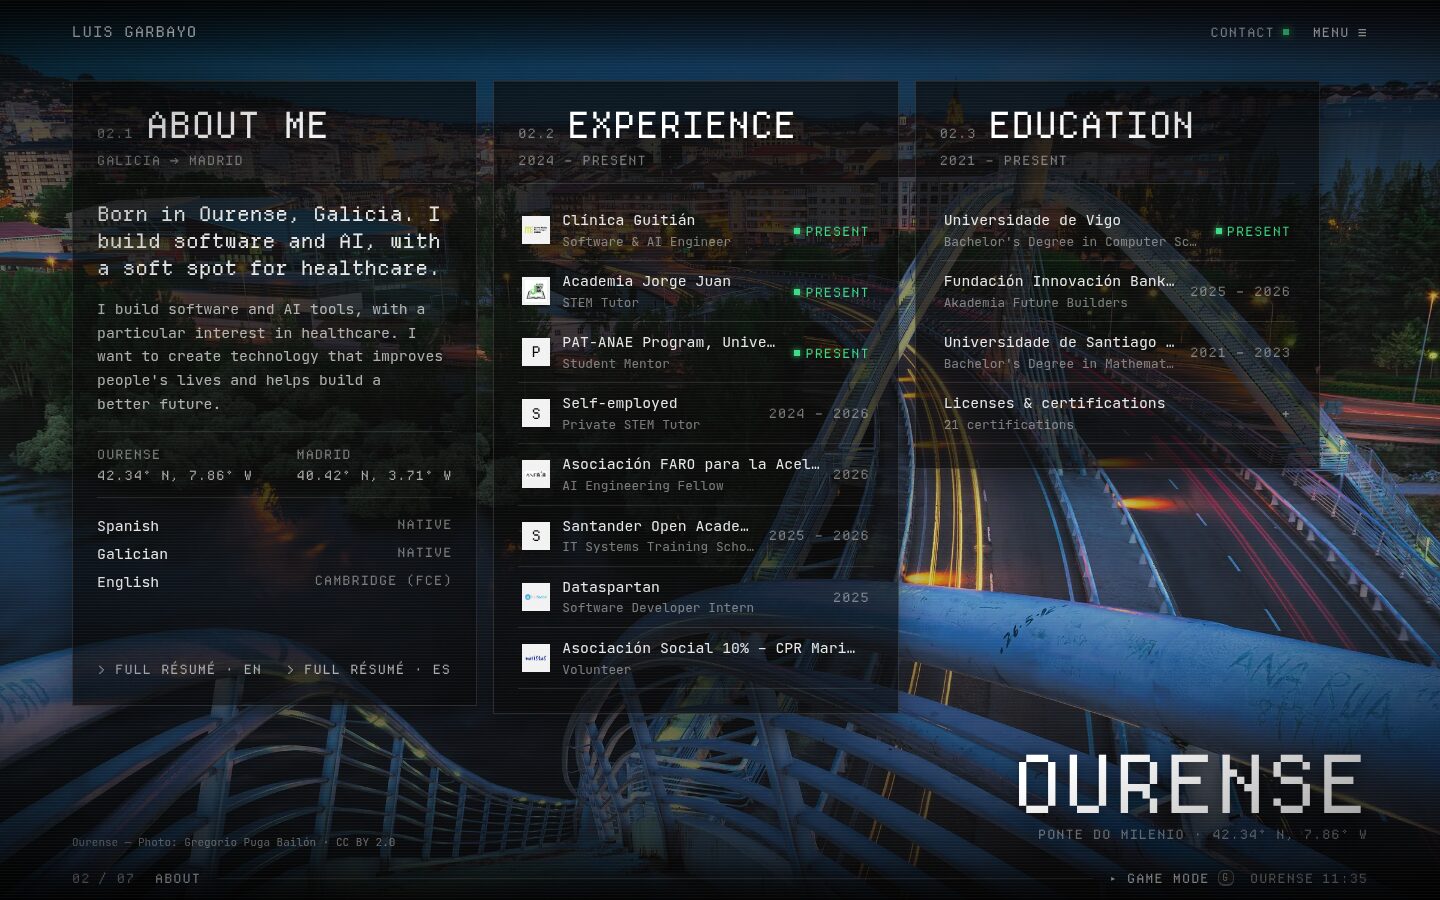 LUIS GARBAYO
CONTACT
MENU ≡
02.1 ABOUT ME
GALICIA → MADRID
Born in Ourense, Galicia. I
build software and AI, with
a soft spot for healthcare.
I build software and AI tools, with a
particular interest in healthcare. I
want to create technology that improves
people's lives and helps build a
better future.
OURENSE
42.34° N, 7.86° W
MADRID
40.42° N, 3.71° W
Spanish NATIVE
Galician NATIVE
English CAMBRIDGE (FCE)
> FULL RÉSUMÉ · EN
> FULL RÉSUMÉ · ES
02.2 EXPERIENCE
2024 – PRESENT
Clínica Guitián
Software & AI Engineer
PRESENT
Academia Jorge Juan
STEM Tutor
PRESENT
P
PAT-ANAE Program, Unive…
Student Mentor
PRESENT
S
Self-employed
Private STEM Tutor
2024 – 2026
Asociación FARO para la Acel…
AI Engineering Fellow
2026
S
Santander Open Acade…
IT Systems Training Scho…
2025 – 2026
Dataspartan
Software Developer Intern
2025
Asociación Social 10% – CPR Mari…
Volunteer
02.3 EDUCATION
2021 – PRESENT
Universidade de Vigo
Bachelor's Degree in Computer Sc…
PRESENT
Fundación Innovación Bank…
Akademia Future Builders
2025 – 2026
Universidade de Santiago …
Bachelor's Degree in Mathemat…
2021 – 2023
Licenses & certifications
21 certifications
+
OURENSE
PONTE DO MILENIO · 42.34° N, 7.86° W
Ourense — Photo: Gregorio Puga Bailón · CC BY 2.0
02 / 07 ABOUT
▸ GAME MODE G
OURENSE 11:35